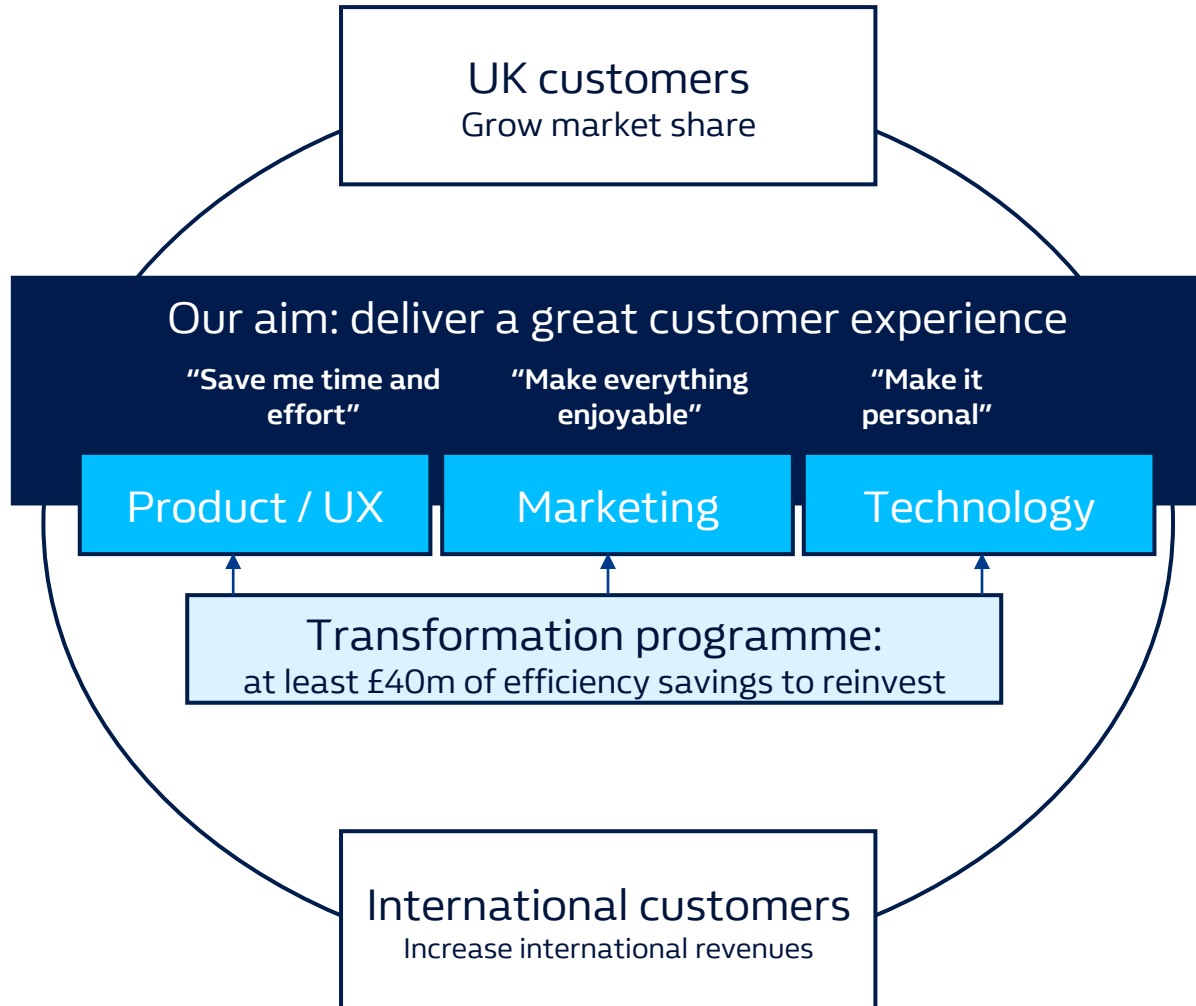 UK customers
Grow market share
Our aim: deliver a great customer experience
“Save me time and
effort”
“Make everything
enjoyable”
“Make it
personal”
Product / UX
Marketing
Technology
Transformation programme:
at least £40m of efficiency savings to reinvest
International customers
Increase international revenues